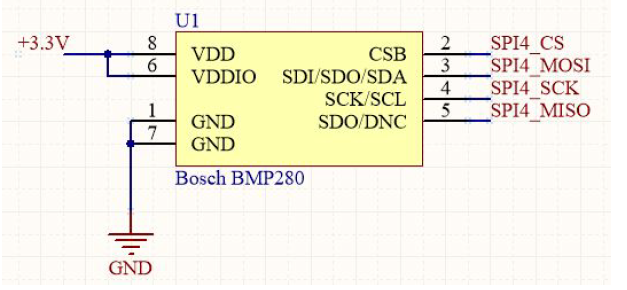 U1
+3.3V 8 VDD CSB 2 SPI4_CS
6 VDDIO SDI/SDO/SDA 3 SPI4_MOSI
SCK/SCL 4 SPI4_SCK
1 GND SDO/DNC 5 SPI4_MISO
7 GND
Bosch BMP280
GND